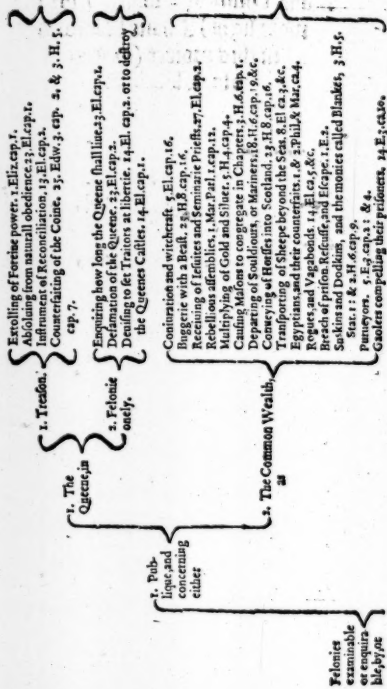 Felonies
examinable
or enquira-
ble, by, or
1. Pub-
lique, and
concerning
either
1. The
Queene, in
1. Treason.
Extolling of Foreine power. 1. Eliz. cap. 1.
Absoluing from naturall obedience. 23. El. cap. 1.
Instrument of Reconciliation. 13. El. cap. 2.
Counterfaiting of the Coine. 25. Edw. 3. cap. 2, & 3. H. 5.
cap. 7.
2. Felonie
onely.
Enquiring how long the Queene shall liue. 23. El. cap. 2.
Defamation of the Queene. 23. El. cap. 2.
Deuising to set Traitors at libertie. 14. El. cap. 2. or to destroy
the Queenes Castles. 14. El. cap. 1.
2. The Common Wealth,
as
Coniuration and witchcraft 5. El. cap. 16.
Buggerie with a Beast. 25. H. 8. cap. 16.
Receiuing of Iesuites and Seminarie Priests, 27. El. cap. 2.
Rebellious assemblies. 1. Mar. Parl. 1. cap. 12.
Multiplying of Gold and Siluer. 5. H. 4. cap. 4.
Causing Masons to congregate in Chapters. 3. H. 6. cap. 1.
Departing of Souldiours, or Mariners, 18. H. 6. cap. 19. &c.
Conueying of Horses into Scotland. 23. H. 8. cap. 16.
Transporting of Sheepe beyond the Seas. 8. El. ca. 3. &c.
Egyptians, and their counterfaits. 1. & 2. Phil. & Mar. ca. 4.
Rogues, and Vagabonds. 14. El. ca. 5. &c.
Breach of prison. Rescusse, and Escape. 1. E. 2.
Suskins and Dodkins, and the monies called Blankes, 3. H. 5.
Stat. 1: & 2. H. 6. cap. 9.
Purueyors. 5. E. 3. cap. 2. & 4.
Gaolers compelling their prisoners, 14. E. 3. ca. 10.